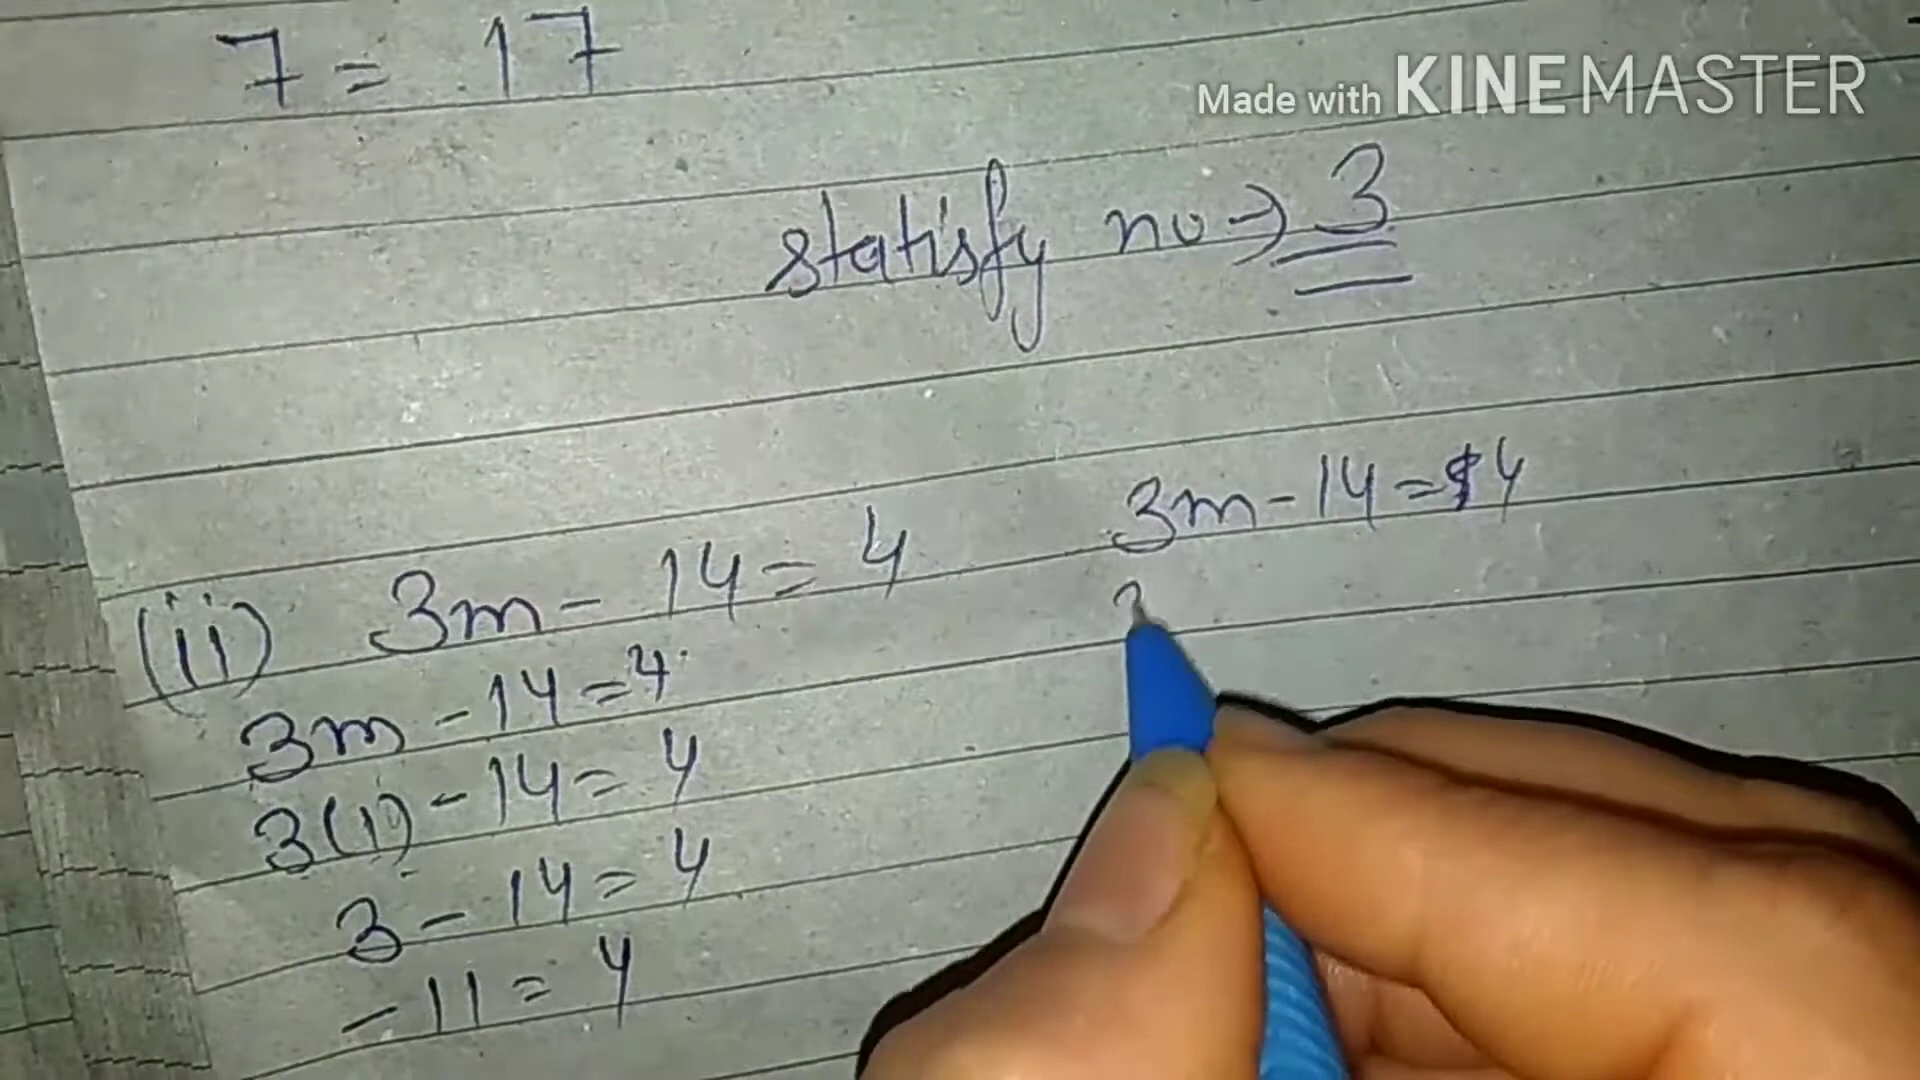 7 = 17
Made with KINEMASTER
statisfy no → 3
(ii) 3m - 14 = 4
3m - 14 = 4
3(1) - 14 = 4
3 - 14 = 4
- 11 = 4
3m - 14 = 4